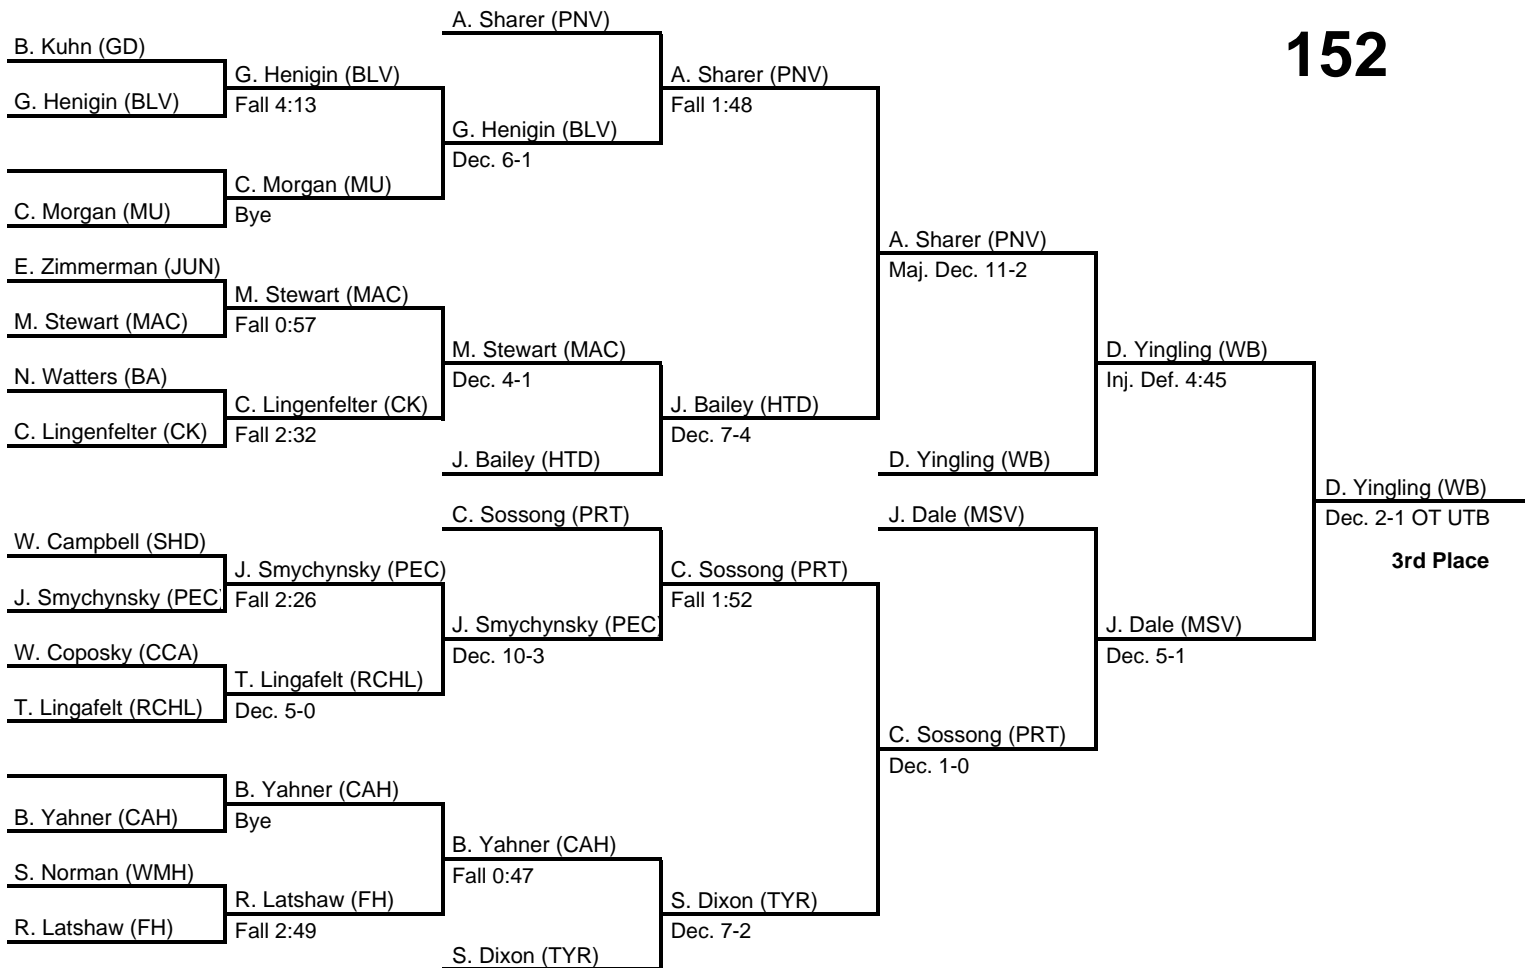 152
B. Kuhn (GD)
G. Henigin (BLV)
C. Morgan (MU)
E. Zimmerman (JUN)
M. Stewart (MAC)
N. Watters (BA)
C. Lingenfelter (CK)
W. Campbell (SHD)
J. Smychynsky (PEC)
W. Coposky (CCA)
T. Lingafelt (RCHL)
B. Yahner (CAH)
S. Norman (WMH)
R. Latshaw (FH)
G. Henigin (BLV)
Fall 4:13
C. Morgan (MU)
Bye
M. Stewart (MAC)
Fall 0:57
C. Lingenfelter (CK)
Fall 2:32
J. Smychynsky (PEC)
Fall 2:26
T. Lingafelt (RCHL)
Dec. 5-0
B. Yahner (CAH)
Bye
R. Latshaw (FH)
Fall 2:49
A. Sharer (PNV)
G. Henigin (BLV)
Dec. 6-1
M. Stewart (MAC)
Dec. 4-1
J. Bailey (HTD)
C. Sossong (PRT)
J. Smychynsky (PEC)
Dec. 10-3
B. Yahner (CAH)
Fall 0:47
S. Dixon (TYR)
A. Sharer (PNV)
Fall 1:48
J. Bailey (HTD)
Dec. 7-4
C. Sossong (PRT)
Fall 1:52
S. Dixon (TYR)
Dec. 7-2
A. Sharer (PNV)
Maj. Dec. 11-2
D. Yingling (WB)
J. Dale (MSV)
C. Sossong (PRT)
Dec. 1-0
D. Yingling (WB)
Inj. Def. 4:45
J. Dale (MSV)
Dec. 5-1
D. Yingling (WB)
Dec. 2-1 OT UTB
3rd Place